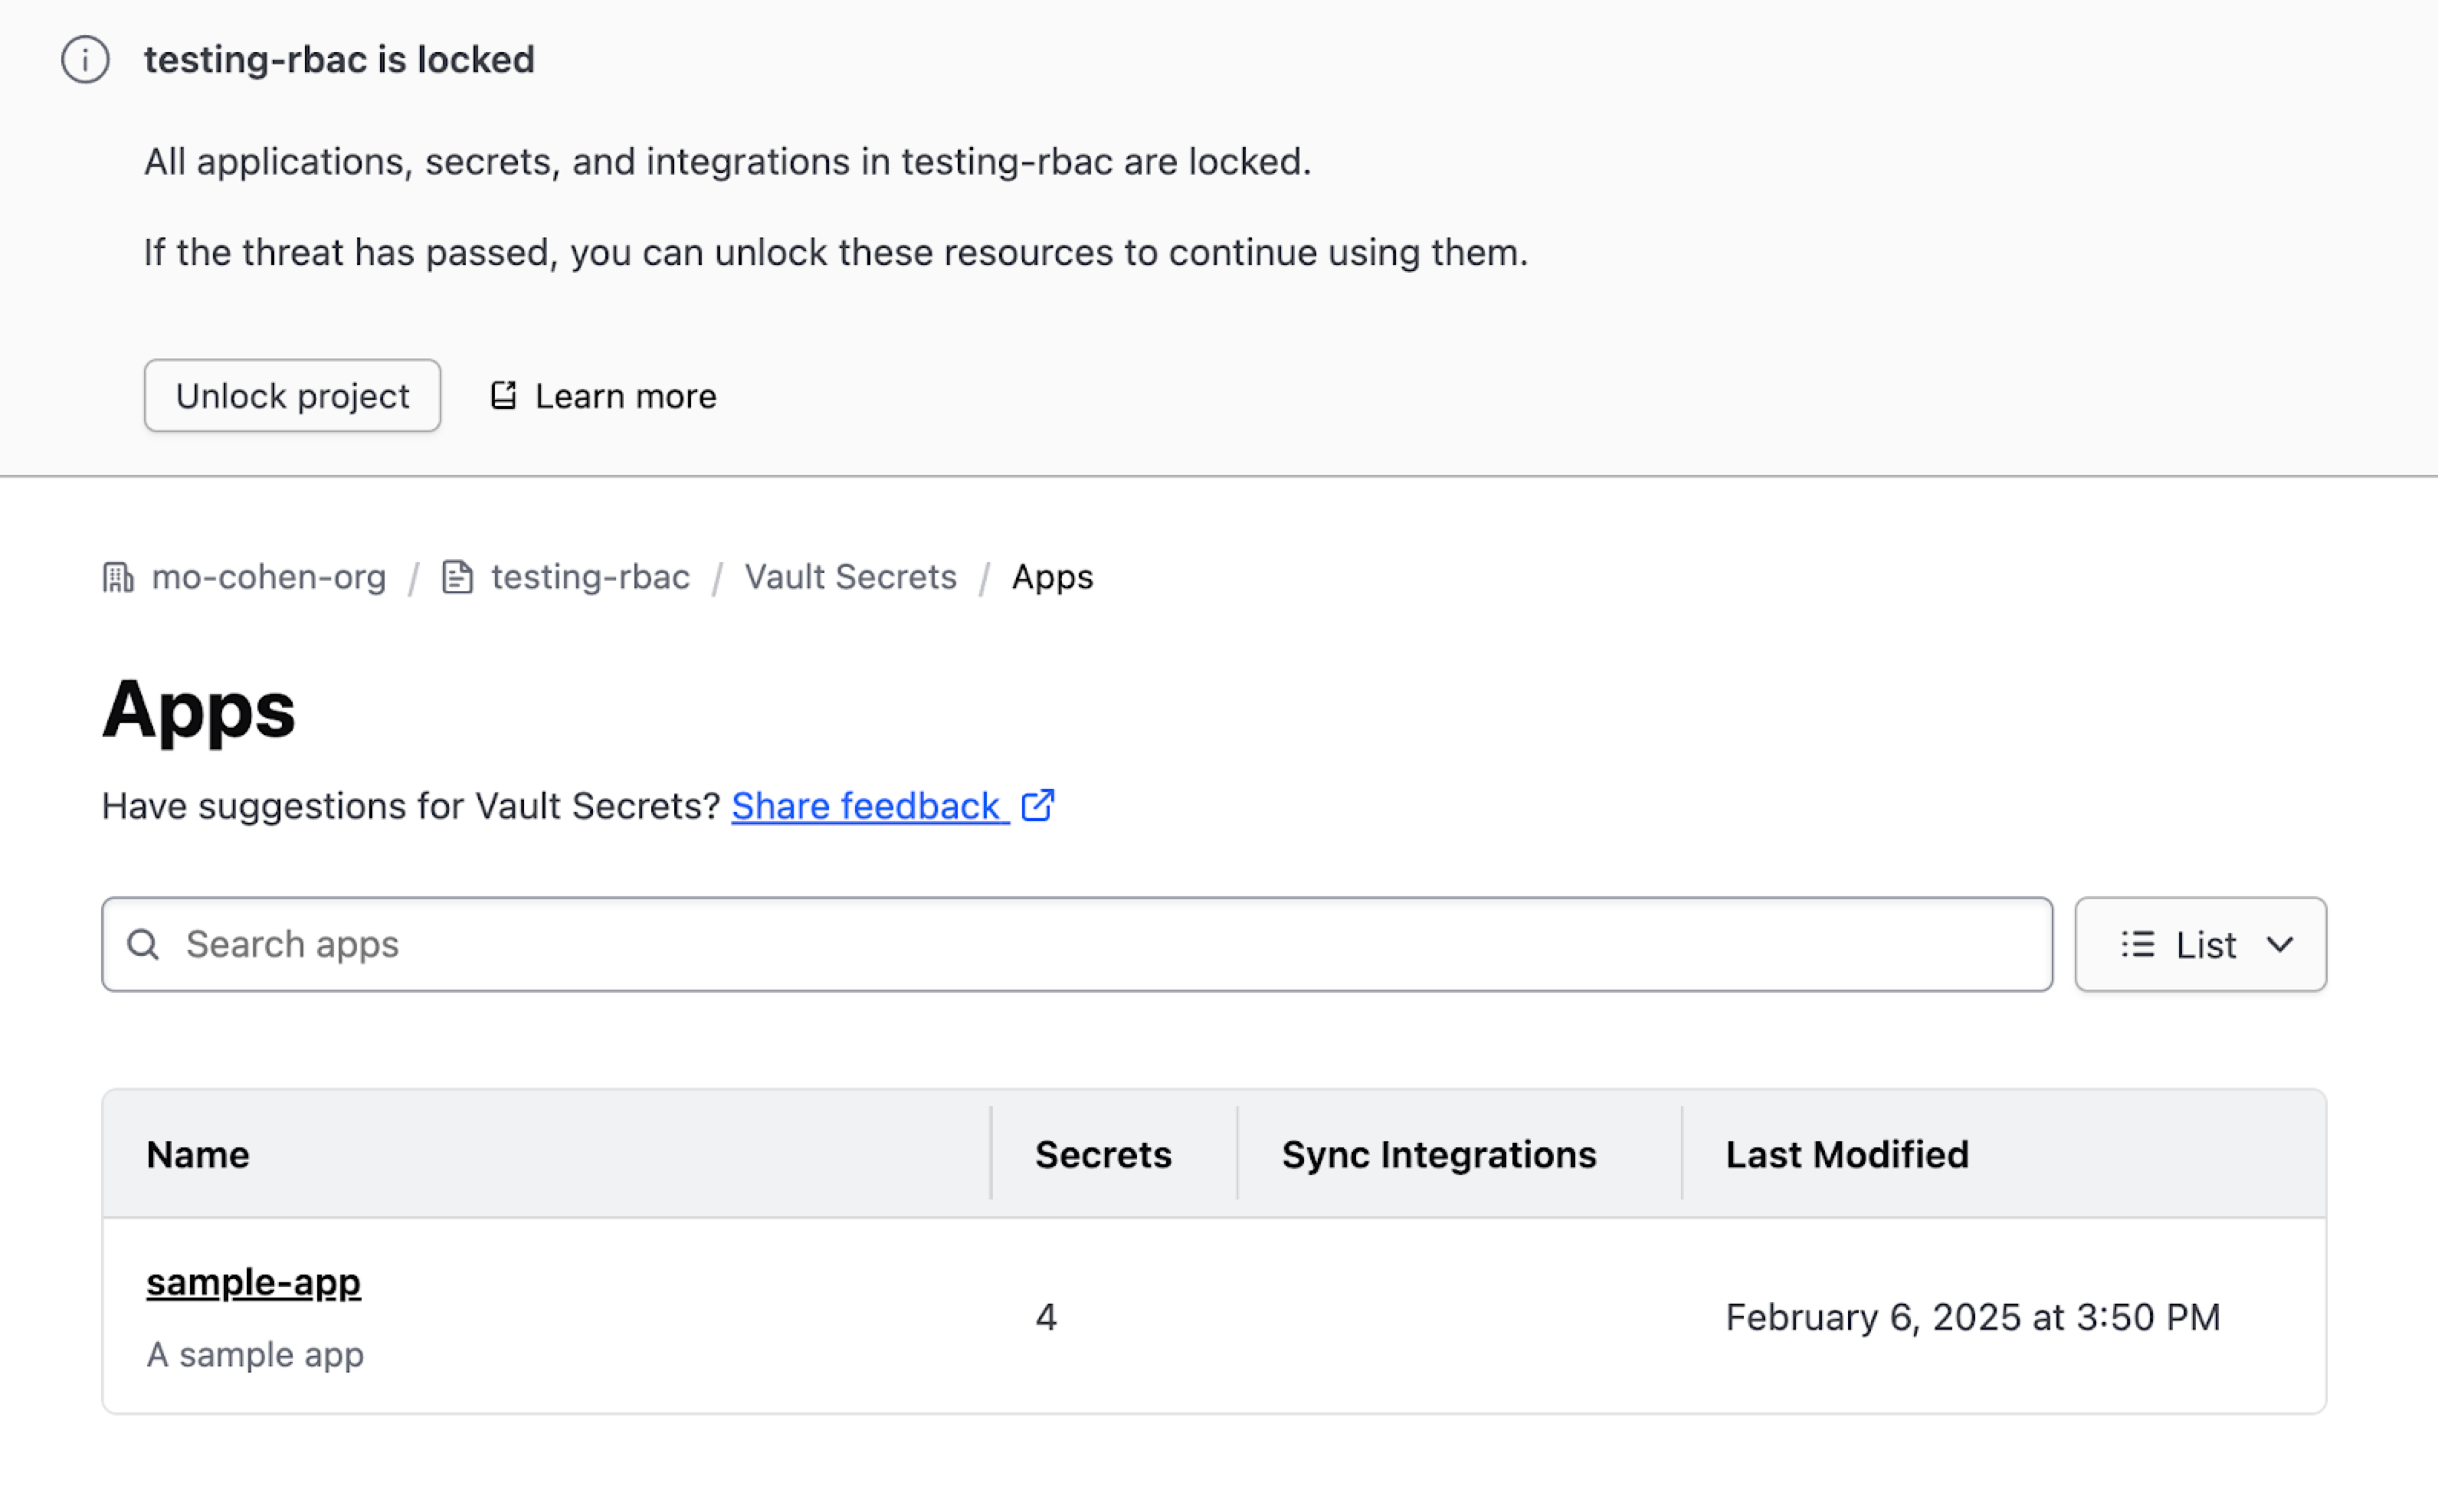 testing-rbac is locked
All applications, secrets, and integrations in testing-rbac are locked.
If the threat has passed, you can unlock these resources to continue using them.
Unlock project Learn more
mo-cohen-org / testing-rbac / Vault Secrets / Apps
Apps
Have suggestions for Vault Secrets? Share feedback
Search apps List
Name Secrets Sync Integrations Last Modified
sample-app
4 February 6, 2025 at 3:50 PM
A sample app